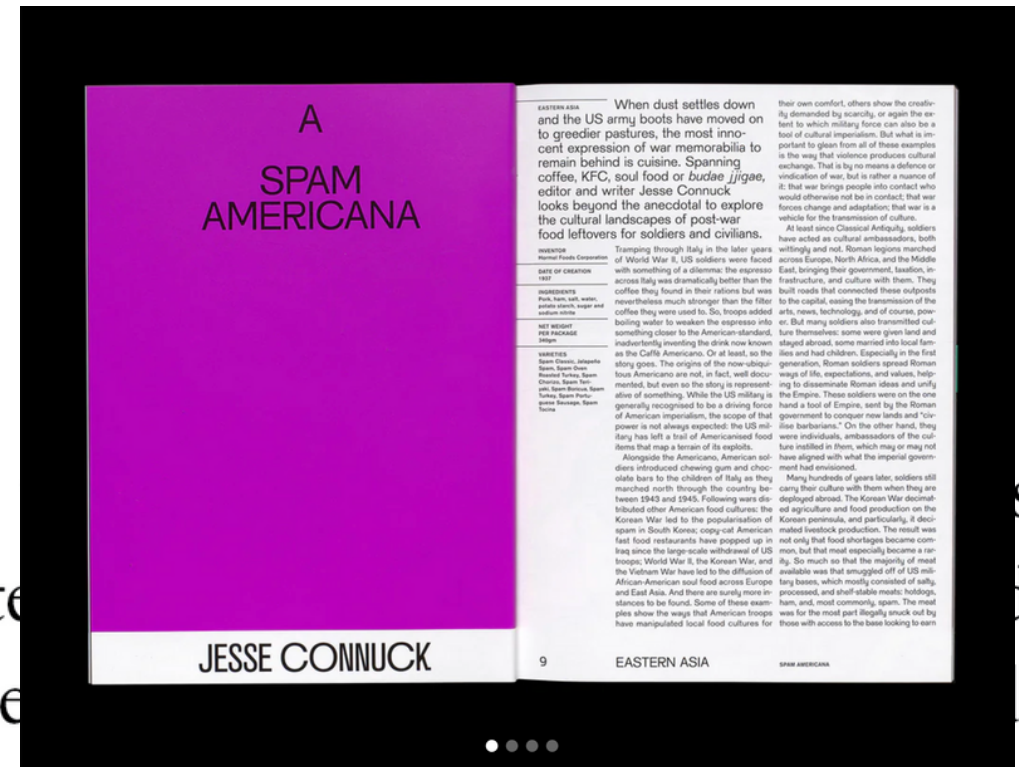 A
SPAM
AMERICANA
JESSE CONNUCK
EASTERN ASIA
When dust settles down
and the US army boots have moved on
to greedier pastures, the most inno-
cent expression of war memorabilia to
remain behind is cuisine. Spanning
coffee, KFC, soul food or budae jjigae,
editor and writer Jesse Connuck
looks beyond the anecdotal to explore
the cultural landscapes of post-war
food leftovers for soldiers and civilians.
INVENTOR
Hormel Foods Corporation
DATE OF CREATION
1937
INGREDIENTS
Pork, ham, salt, water,
potato starch, sugar and
sodium nitrite
NET WEIGHT
PER PACKAGE
340gm
VARIETIES
Spam Classic, Jalapeño
Spam, Spam Oven
Roasted Turkey, Spam
Chorizo, Spam Teri-
yaki, Spam Boricua, Spam
Turkey, Spam Portu-
guese Sausage, Spam
Tocino
Tramping through Italy in the later years
of World War II, US soldiers were faced
with something of a dilemma: the espresso
across Italy was dramatically better than the
coffee they found in their rations but was
nevertheless much stronger than the filter
coffee they were used to. So, troops added
boiling water to weaken the espresso into
something closer to the American-standard,
inadvertently inventing the drink now known
as the Caffè Americano. Or at least, so the
story goes. The origins of the now-ubiqui-
tous Americano are not, in fact, well docu-
mented, but even so the story is represent-
ative of something. While the US military is
generally recognised to be a driving force
of American imperialism, the scope of that
power is not always expected: the US mil-
itary has left a trail of Americanised food
items that map a terrain of its exploits.
Alongside the Americano, American sol-
diers introduced chewing gum and choc-
olate bars to the children of Italy as they
marched north through the country be-
tween 1943 and 1945. Following wars dis-
tributed other American food cultures: the
Korean War led to the popularisation of
spam in South Korea; copy-cat American
fast food restaurants have popped up in
Iraq since the large-scale withdrawal of US
troops; World War II, the Korean War, and
the Vietnam War have led to the diffusion of
African-American soul food across Europe
and East Asia. And there are surely more in-
stances to be found. Some of these exam-
ples show the ways that American troops
have manipulated local food cultures for
their own comfort, others show the creativ-
ity demanded by scarcity, or again the ex-
tent to which military force can also be a
tool of cultural imperialism. But what is im-
portant to glean from all of these examples
is the way that violence produces cultural
exchange. That is by no means a defence or
vindication of war, but is rather a nuance of
it: that war brings people into contact who
would otherwise not be in contact; that war
forces change and adaptation; that war is a
vehicle for the transmission of culture.
At least since Classical Antiquity, soldiers
have acted as cultural ambassadors, both
wittingly and not. Roman legions marched
across Europe, North Africa, and the Middle
East, bringing their government, taxation, in-
frastructure, and culture with them. They
built roads that connected these outposts
to the capital, easing the transmission of the
arts, news, technology, and of course, pow-
er. But many soldiers also transmitted cul-
ture themselves: some were given land and
stayed abroad, some married into local fam-
ilies and had children. Especially in the first
generation, Roman soldiers spread Roman
ways of life, expectations, and values, help-
ing to disseminate Roman ideas and unify
the Empire. These soldiers were on the one
hand a tool of Empire, sent by the Roman
government to conquer new lands and "civ-
ilise barbarians." On the other hand, they
were individuals, ambassadors of the cul-
ture instilled in them, which may or may not
have aligned with what the imperial govern-
ment had envisioned.
Many hundreds of years later, soldiers still
carry their culture with them when they are
deployed abroad. The Korean War decimat-
ed agriculture and food production on the
Korean peninsula, and particularly, it deci-
mated livestock production. The result was
not only that food shortages became com-
mon, but that meat especially became a rar-
ity. So much so that the majority of meat
available was that smuggled off of US mili-
tary bases, which mostly consisted of salty,
processed, and shelf-stable meats: hotdogs,
ham, and, most commonly, spam. The meat
was for the most part illegally snuck out by
those with access to the base looking to earn
9
EASTERN ASIA
SPAM AMERICANA